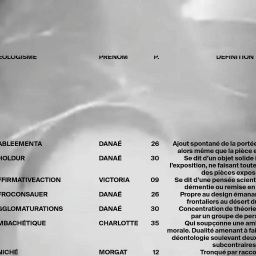 ÉOLOGISME PRÉNOM P. DÉFINITION
ABLEEMENTA DANAÉ 26 Ajout spontané de la porté
alors même que la pièce e
HOLDUR DANAÉ 30 Se dit d'un objet solide
l'exposition, ne faisant toute
des pièces expos
FFIRMATIVEACTION VICTORIA 09 Se dit d'une pensée scient
démentie ou remise en
FROCONSAUER DANAÉ 26 Propre au design émana
frontaliers au désert d
GGLOMATURATIONS DANAÉ 30 Concentration de théorie
par un groupe de per
MBACHÉTIQUE CHARLOTTE 35 Qui soupçonne une am
morale. Dualité amenant à fai
déontologie soulevant deux
subcontraires
NICHÉ MORGAT 12 Tronqué par racco